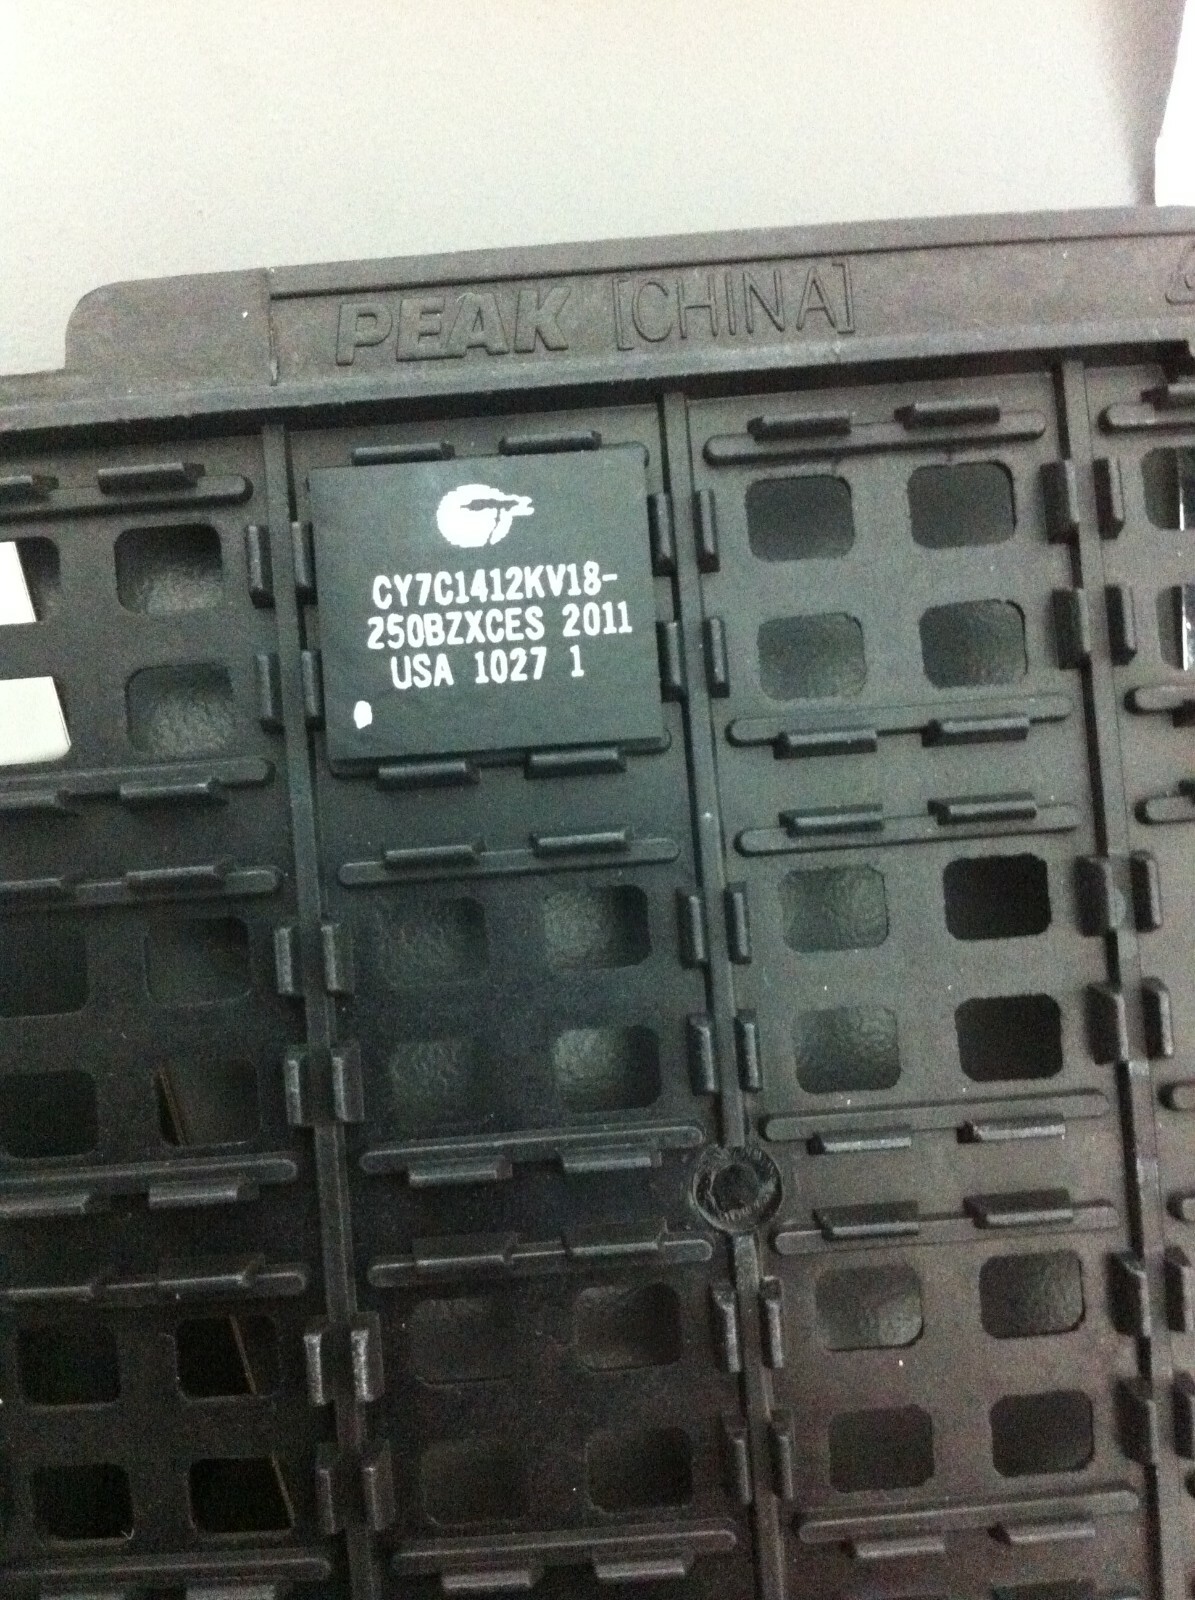 PEAK [CHINA]
CY7C1412KV18-
250BZXCES 2011
USA 1027 1